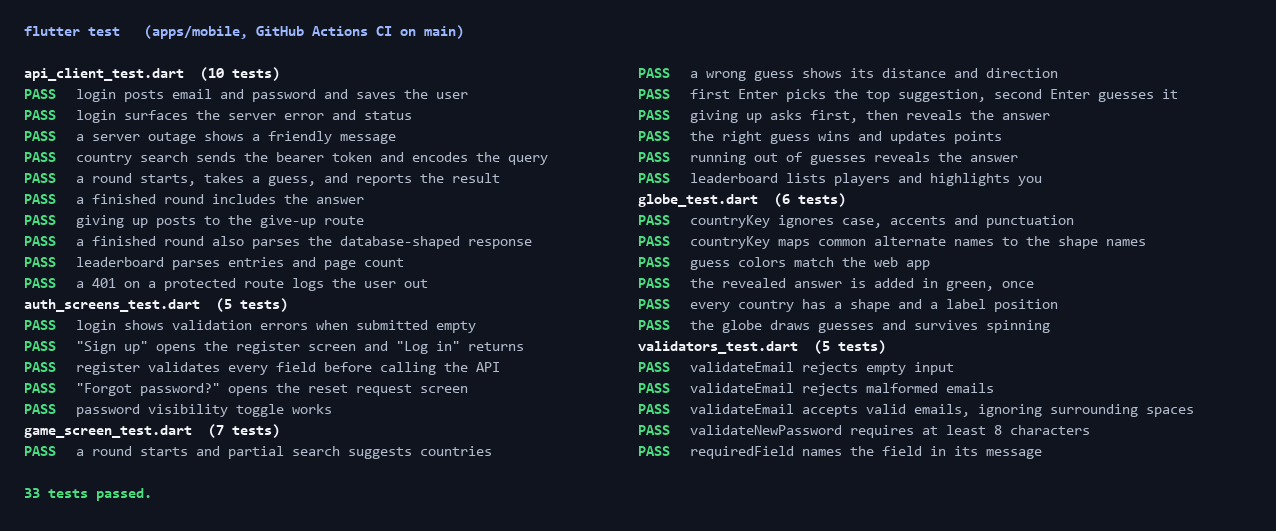 flutter test (apps/mobile, GitHub Actions CI on main)
api_client_test.dart (10 tests)
PASS login posts email and password and saves the user
PASS login surfaces the server error and status
PASS a server outage shows a friendly message
PASS country search sends the bearer token and encodes the query
PASS a round starts, takes a guess, and reports the result
PASS a finished round includes the answer
PASS giving up posts to the give-up route
PASS a finished round also parses the database-shaped response
PASS leaderboard parses entries and page count
PASS a 401 on a protected route logs the user out
auth_screens_test.dart (5 tests)
PASS login shows validation errors when submitted empty
PASS "Sign up" opens the register screen and "Log in" returns
PASS register validates every field before calling the API
PASS "Forgot password?" opens the reset request screen
PASS password visibility toggle works
game_screen_test.dart (7 tests)
PASS a round starts and partial search suggests countries
PASS a wrong guess shows its distance and direction
PASS first Enter picks the top suggestion, second Enter guesses it
PASS giving up asks first, then reveals the answer
PASS the right guess wins and updates points
PASS running out of guesses reveals the answer
PASS leaderboard lists players and highlights you
globe_test.dart (6 tests)
PASS countryKey ignores case, accents and punctuation
PASS countryKey maps common alternate names to the shape names
PASS guess colors match the web app
PASS the revealed answer is added in green, once
PASS every country has a shape and a label position
PASS the globe draws guesses and survives spinning
validators_test.dart (5 tests)
PASS validateEmail rejects empty input
PASS validateEmail rejects malformed emails
PASS validateEmail accepts valid emails, ignoring surrounding spaces
PASS validateNewPassword requires at least 8 characters
PASS requiredField names the field in its message
33 tests passed.